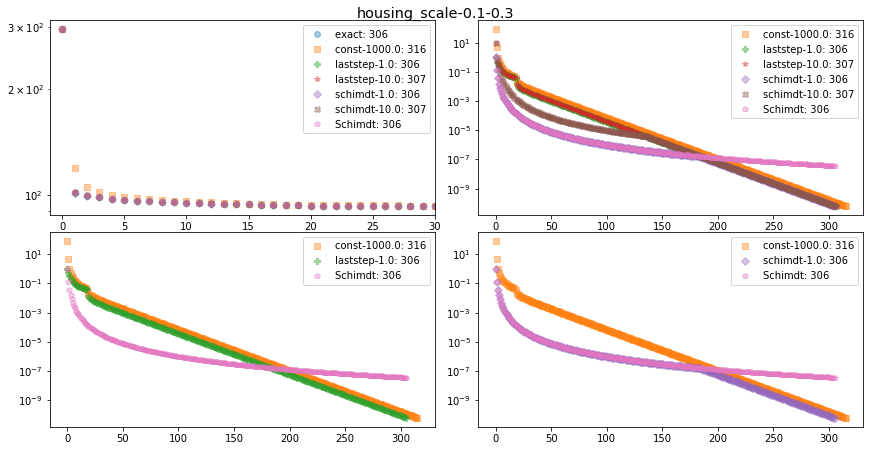 housing_scale-0.1-0.3
3 × 10²
2 × 10²
10²
0 5 10 15 20 25 30
exact: 306
const-1000.0: 316
laststep-1.0: 306
laststep-10.0: 307
schimdt-1.0: 306
schimdt-10.0: 307
Schimdt: 306
10¹
10⁻¹
10⁻³
10⁻⁵
10⁻⁷
10⁻⁹
0 50 100 150 200 250 300
const-1000.0: 316
laststep-1.0: 306
laststep-10.0: 307
schimdt-1.0: 306
schimdt-10.0: 307
Schimdt: 306
10¹
10⁻¹
10⁻³
10⁻⁵
10⁻⁷
10⁻⁹
0 50 100 150 200 250 300
const-1000.0: 316
laststep-1.0: 306
Schimdt: 306
10¹
10⁻¹
10⁻³
10⁻⁵
10⁻⁷
10⁻⁹
0 50 100 150 200 250 300
const-1000.0: 316
schimdt-1.0: 306
Schimdt: 306